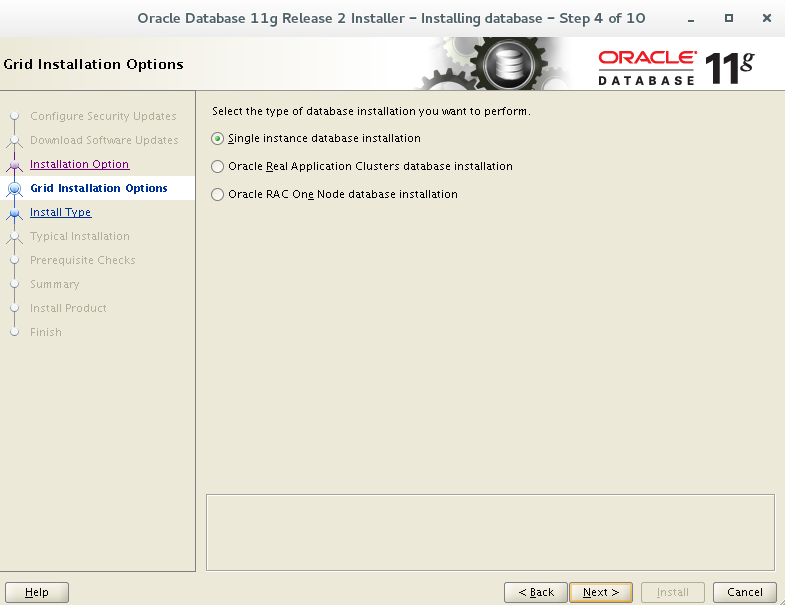 Oracle Database 11g Release 2 Installer - Installing database - Step 4 of 10
Grid Installation Options
ORACLE
DATABASE
11g
Configure Security Updates
Download Software Updates
Installation Option
Grid Installation Options
Install Type
Typical Installation
Prerequisite Checks
Summary
Install Product
Finish
Select the type of database installation you want to perform.
Single instance database installation
Oracle Real Application Clusters database installation
Oracle RAC One Node database installation
Help
< Back
Next >
Install
Cancel